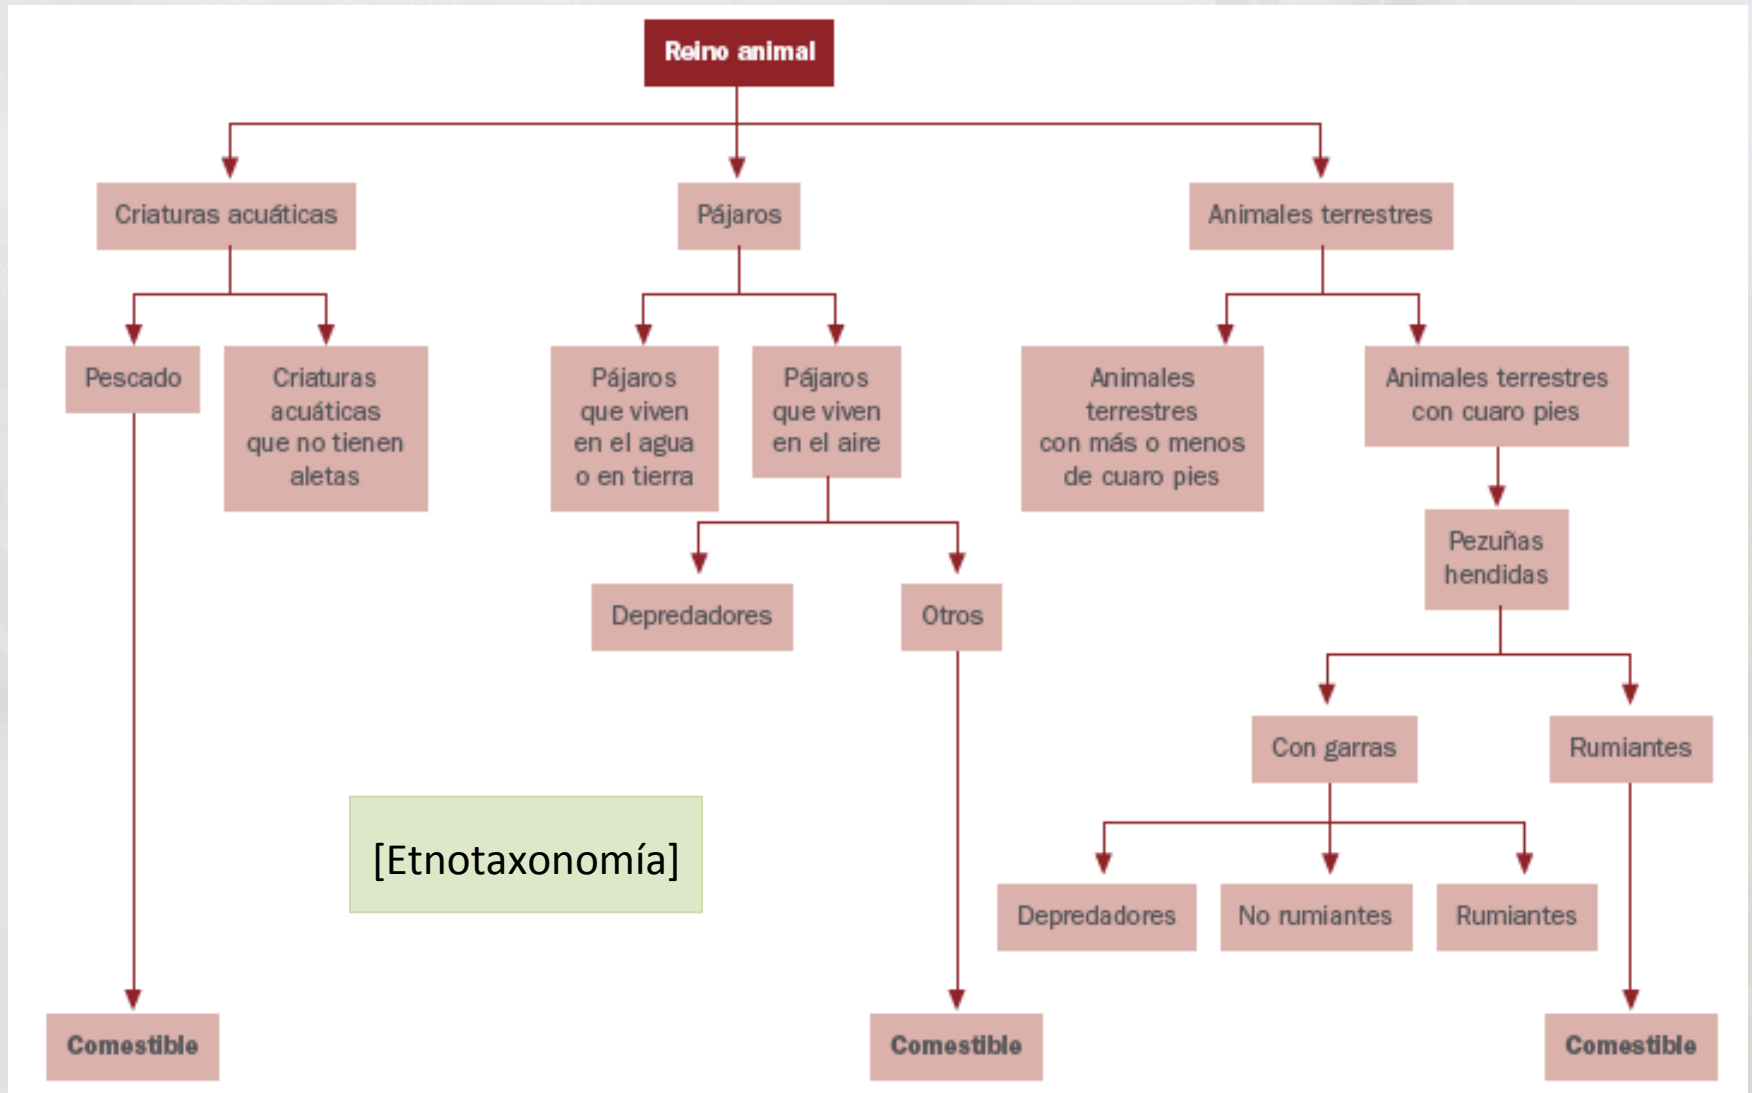 Reino animal
Criaturas acuáticas
Pájaros
Animales terrestres
Pescado
Criaturas
acuáticas
que no tienen
aletas
Pájaros
que viven
en el agua
o en tierra
Pájaros
que viven
en el aire
Animales
terrestres
con más o menos
de cuaro pies
Animales terrestres
con cuaro pies
Pezuñas
hendidas
Depredadores
Otros
Con garras
Rumiantes
[Etnotaxonomía]
Depredadores
No rumiantes
Rumiantes
Comestible
Comestible
Comestible